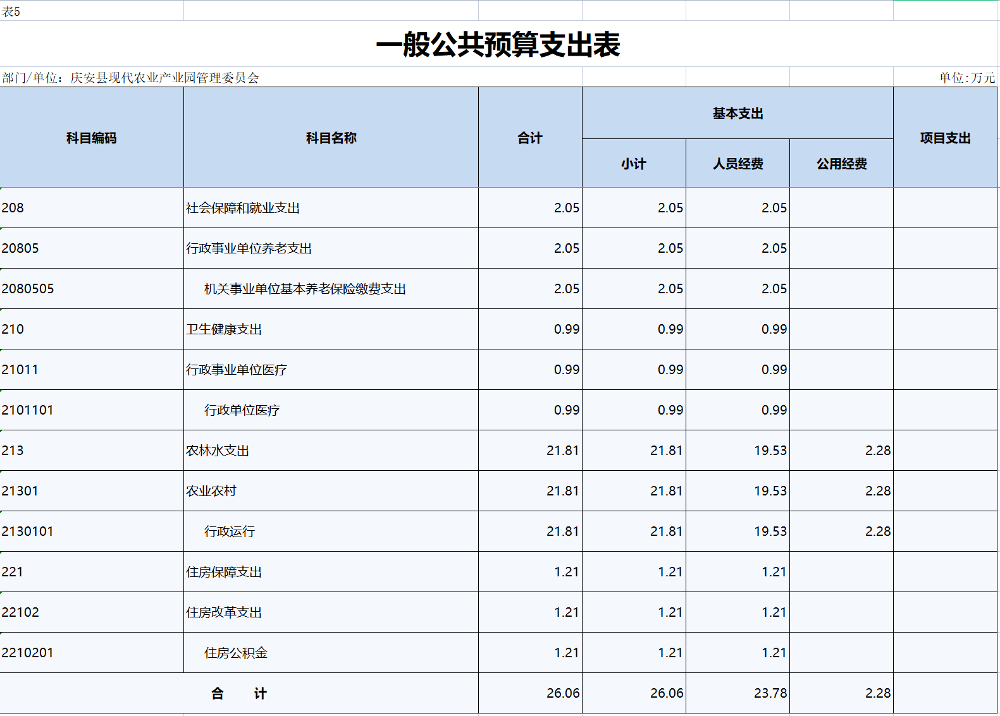 表5
一般公共预算支出表
部门/单位：庆安县现代农业产业园管理委员会 单位:万元
科目编码 科目名称 合计 基本支出 项目支出
小计 人员经费 公用经费
208 社会保障和就业支出 2.05 2.05 2.05
20805 行政事业单位养老支出 2.05 2.05 2.05
2080505 机关事业单位基本养老保险缴费支出 2.05 2.05 2.05
210 卫生健康支出 0.99 0.99 0.99
21011 行政事业单位医疗 0.99 0.99 0.99
2101101 行政单位医疗 0.99 0.99 0.99
213 农林水支出 21.81 21.81 19.53 2.28
21301 农业农村 21.81 21.81 19.53 2.28
2130101 行政运行 21.81 21.81 19.53 2.28
221 住房保障支出 1.21 1.21 1.21
22102 住房改革支出 1.21 1.21 1.21
2210201 住房公积金 1.21 1.21 1.21
合 计 26.06 26.06 23.78 2.28